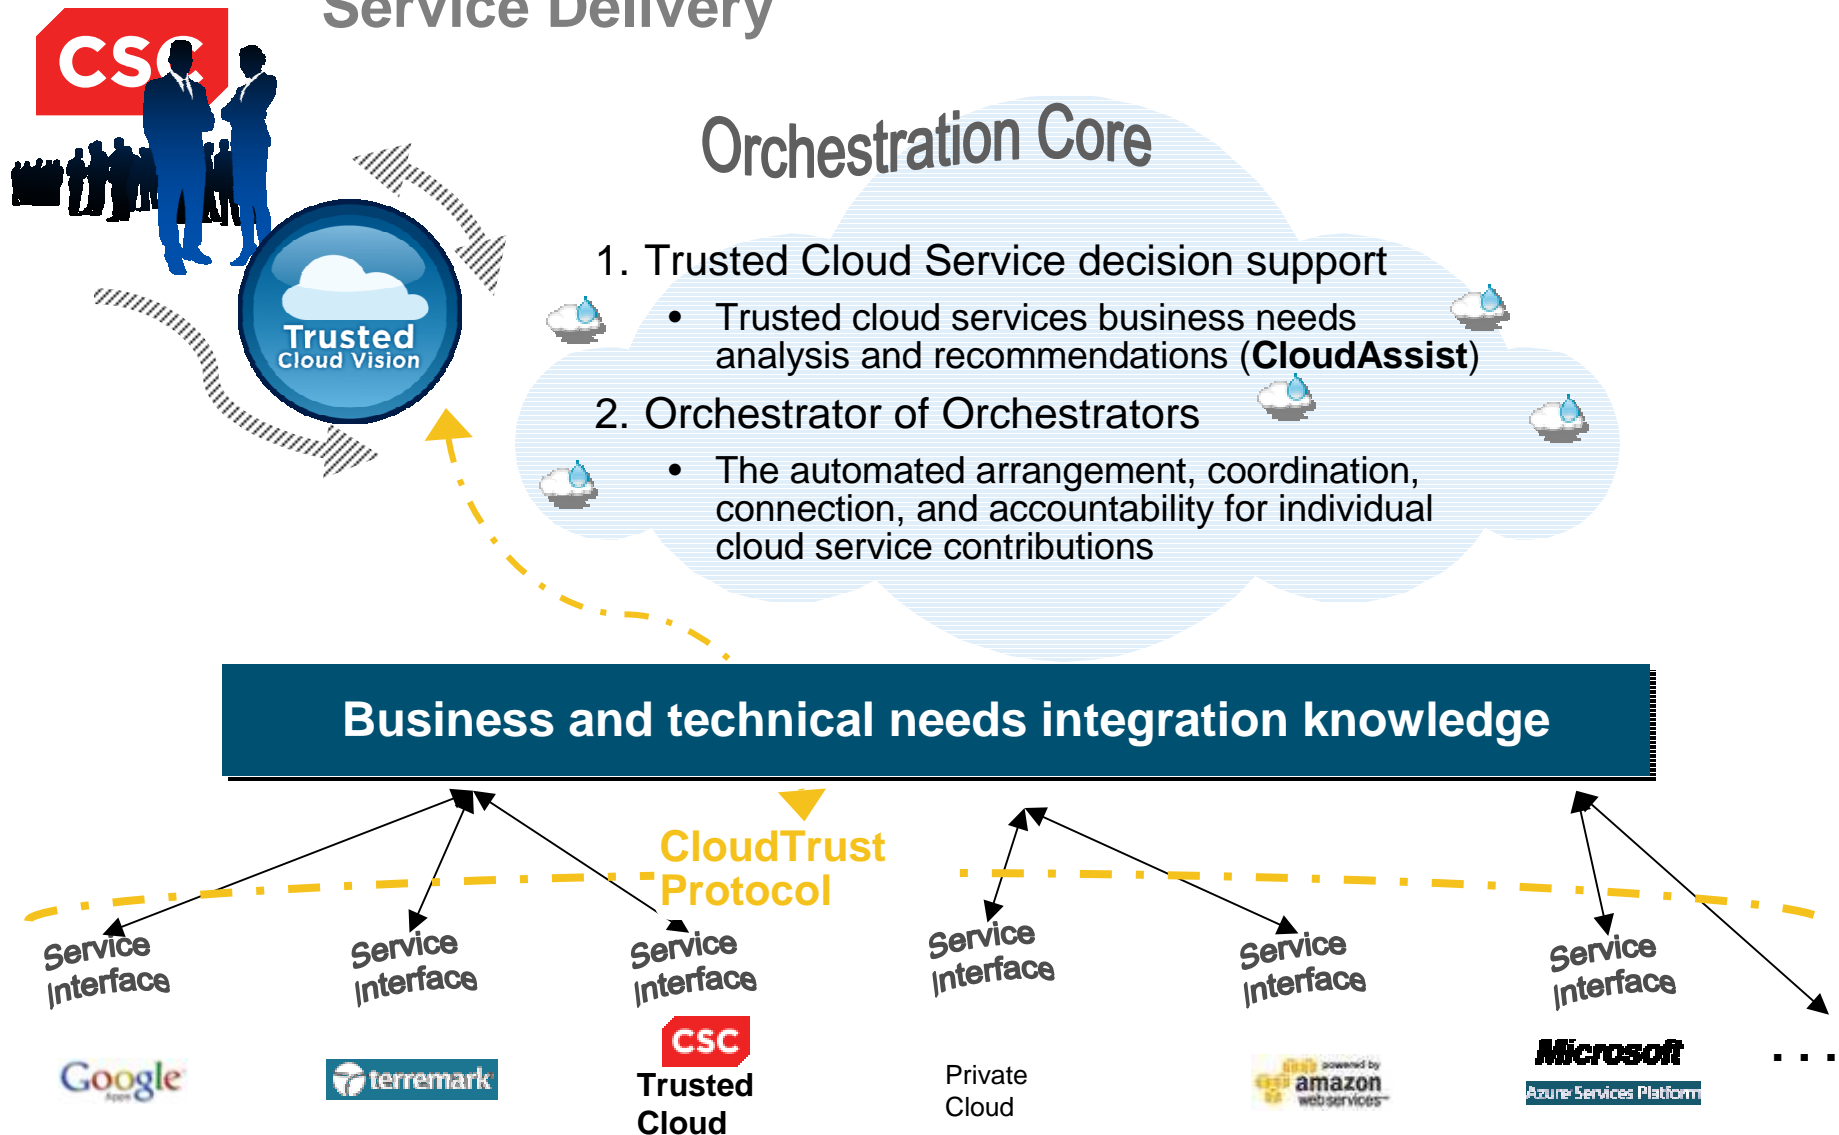 Service Delivery
CSC
Orchestration Core
1. Trusted Cloud Service decision support
• Trusted cloud services business needs
analysis and recommendations (CloudAssist)
2. Orchestrator of Orchestrators
• The automated arrangement, coordination,
connection, and accountability for individual
cloud service contributions
Trusted
Cloud Vision
Business and technical needs integration knowledge
CloudTrust
Protocol
Service
Interface
Service
Interface
Service
Interface
Service
Interface
Service
Interface
Service
Interface
Google
Apps
terremark
CSC
Trusted
Cloud
Private
Cloud
powered by
amazon
webservices™
Microsoft
Azure Services Platform
. . .